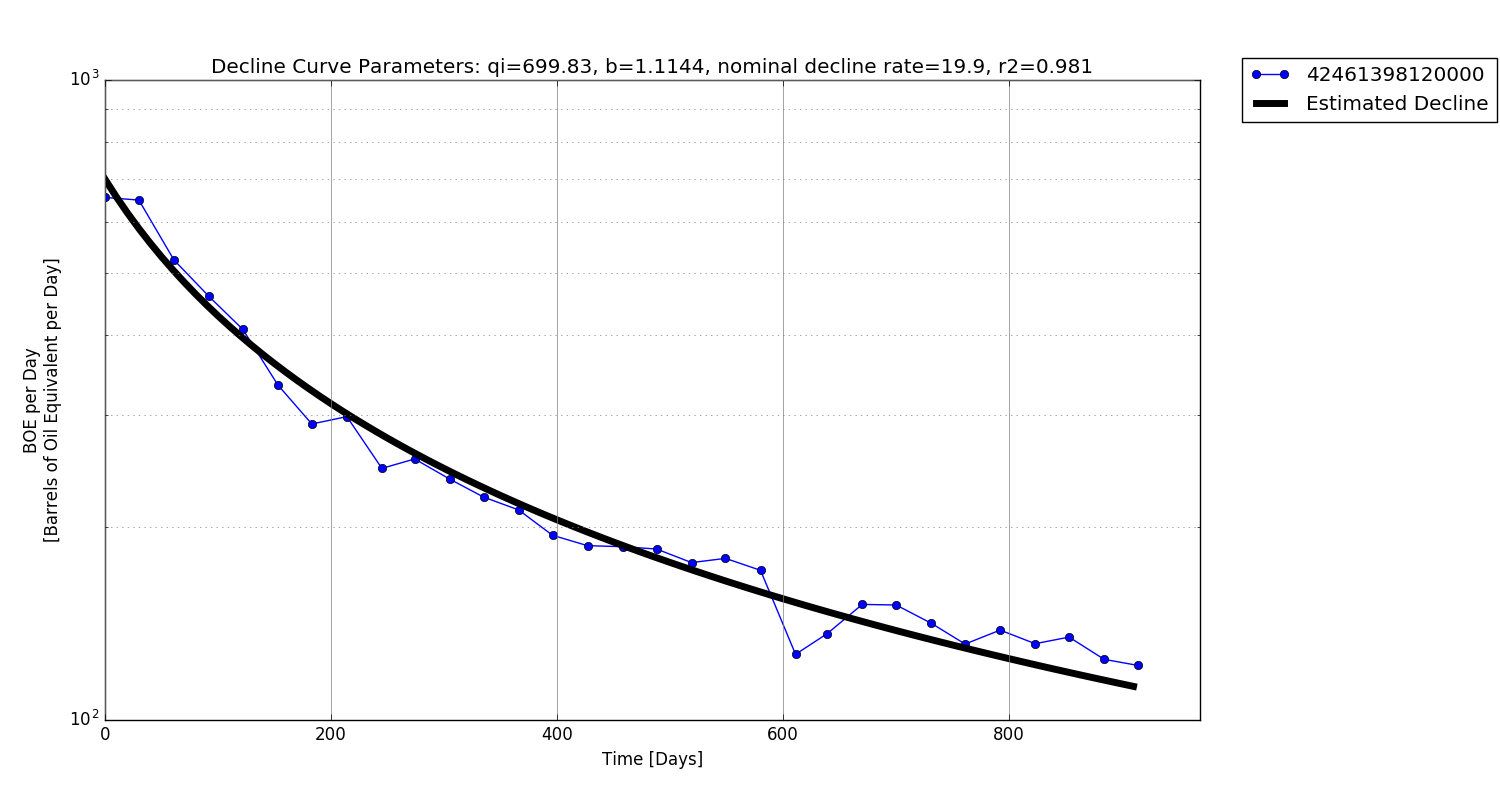 Decline Curve Parameters: qi=699.83, b=1.1144, nominal decline rate=19.9, r2=0.981
42461398120000
Estimated Decline
10³
10²
BOE per Day
[Barrels of Oil Equivalent per Day]
0 200 400 600 800
Time [Days]